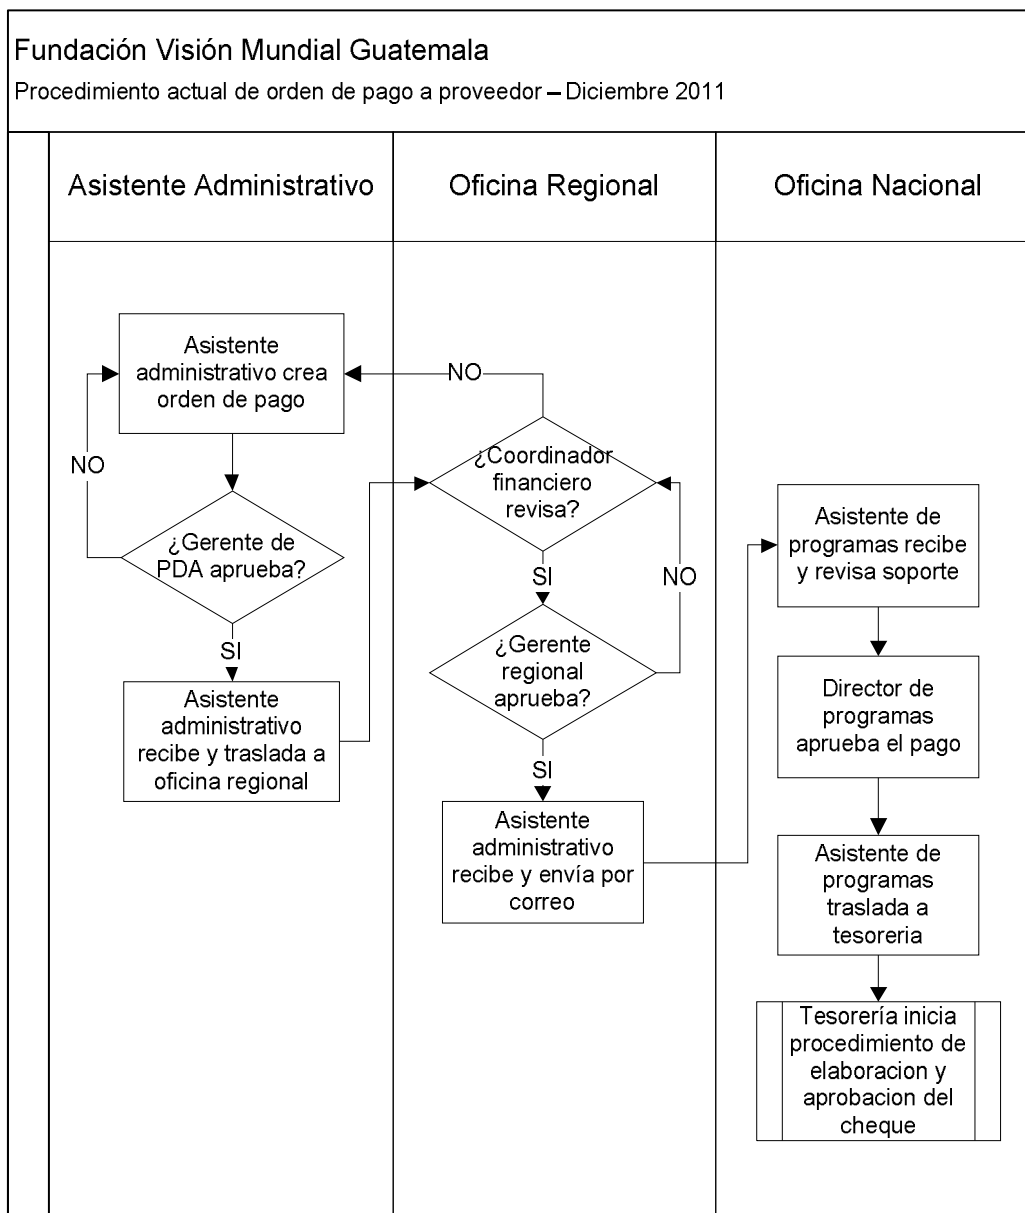 Fundación Visión Mundial Guatemala
Procedimiento actual de orden de pago a proveedor – Diciembre 2011
Asistente Administrativo
Oficina Regional
Oficina Nacional
Asistente
administrativo crea
orden de pago
NO
¿Gerente de
PDA aprueba?
SI
Asistente
administrativo
recibe y traslada a
oficina regional
NO
¿Coordinador
financiero
revisa?
SI
NO
¿Gerente
regional
aprueba?
SI
Asistente
administrativo
recibe y envía por
correo
Asistente de
programas recibe
y revisa soporte
Director de
programas
aprueba el pago
Asistente de
programas
traslada a
tesoreria
Tesorería inicia
procedimiento de
elaboracion y
aprobacion del
cheque